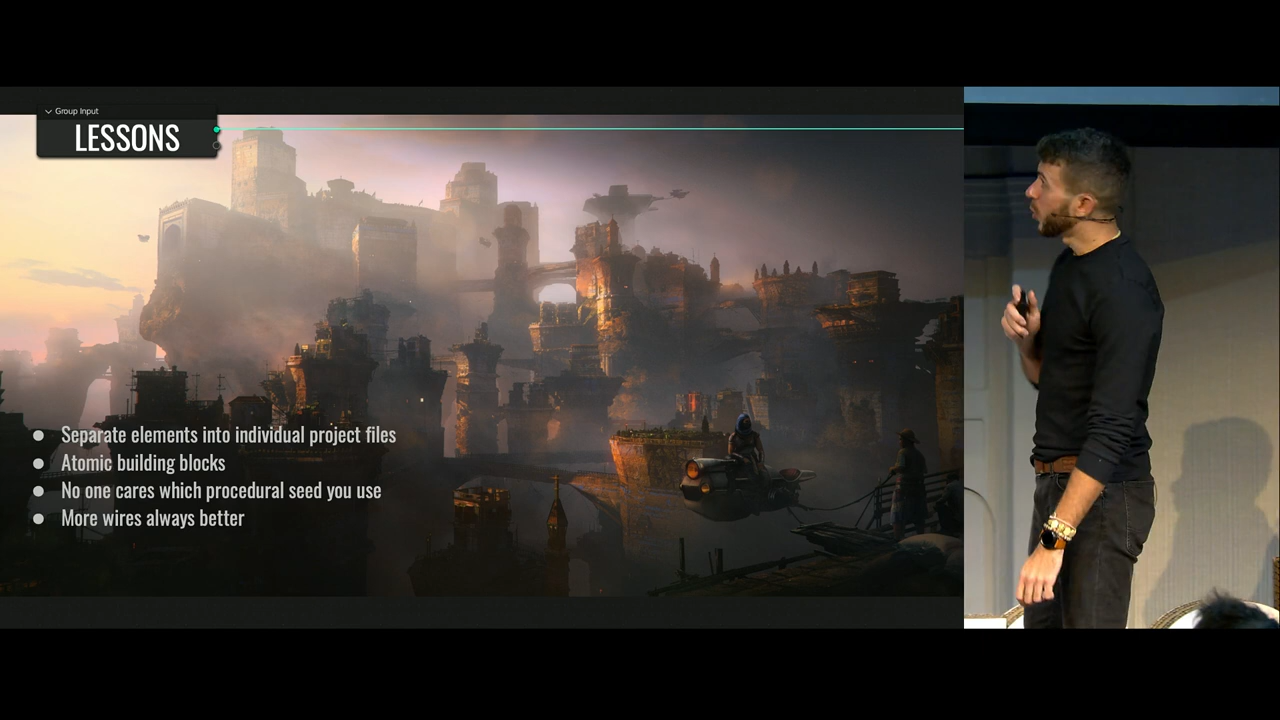 Group Input
LESSONS
Separate elements into individual project files
Atomic building blocks
No one cares which procedural seed you use
More wires always better